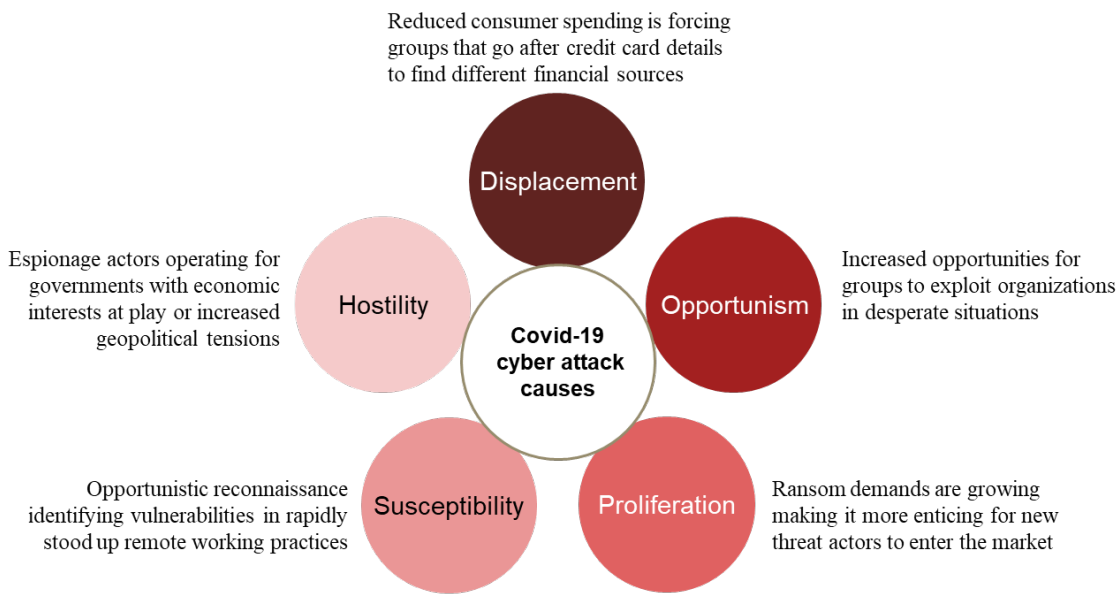 Reduced consumer spending is forcing
groups that go after credit card details
to find different financial sources
Displacement
Increased opportunities for
groups to exploit organizations
in desperate situations
Opportunism
Ransom demands are growing
making it more enticing for new
threat actors to enter the market
Proliferation
Opportunistic reconnaissance
identifying vulnerabilities in rapidly
stood up remote working practices
Susceptibility
Espionage actors operating for
governments with economic
interests at play or increased
geopolitical tensions
Hostility
Covid-19
cyber attack
causes